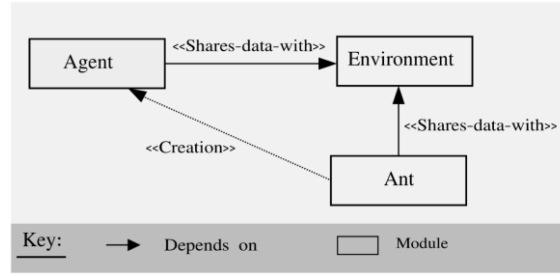 <<Shares-data-with>>
Agent
Environment
<<Shares-data-with>>
<<Creation>>
Ant
Key:
Depends on
Module